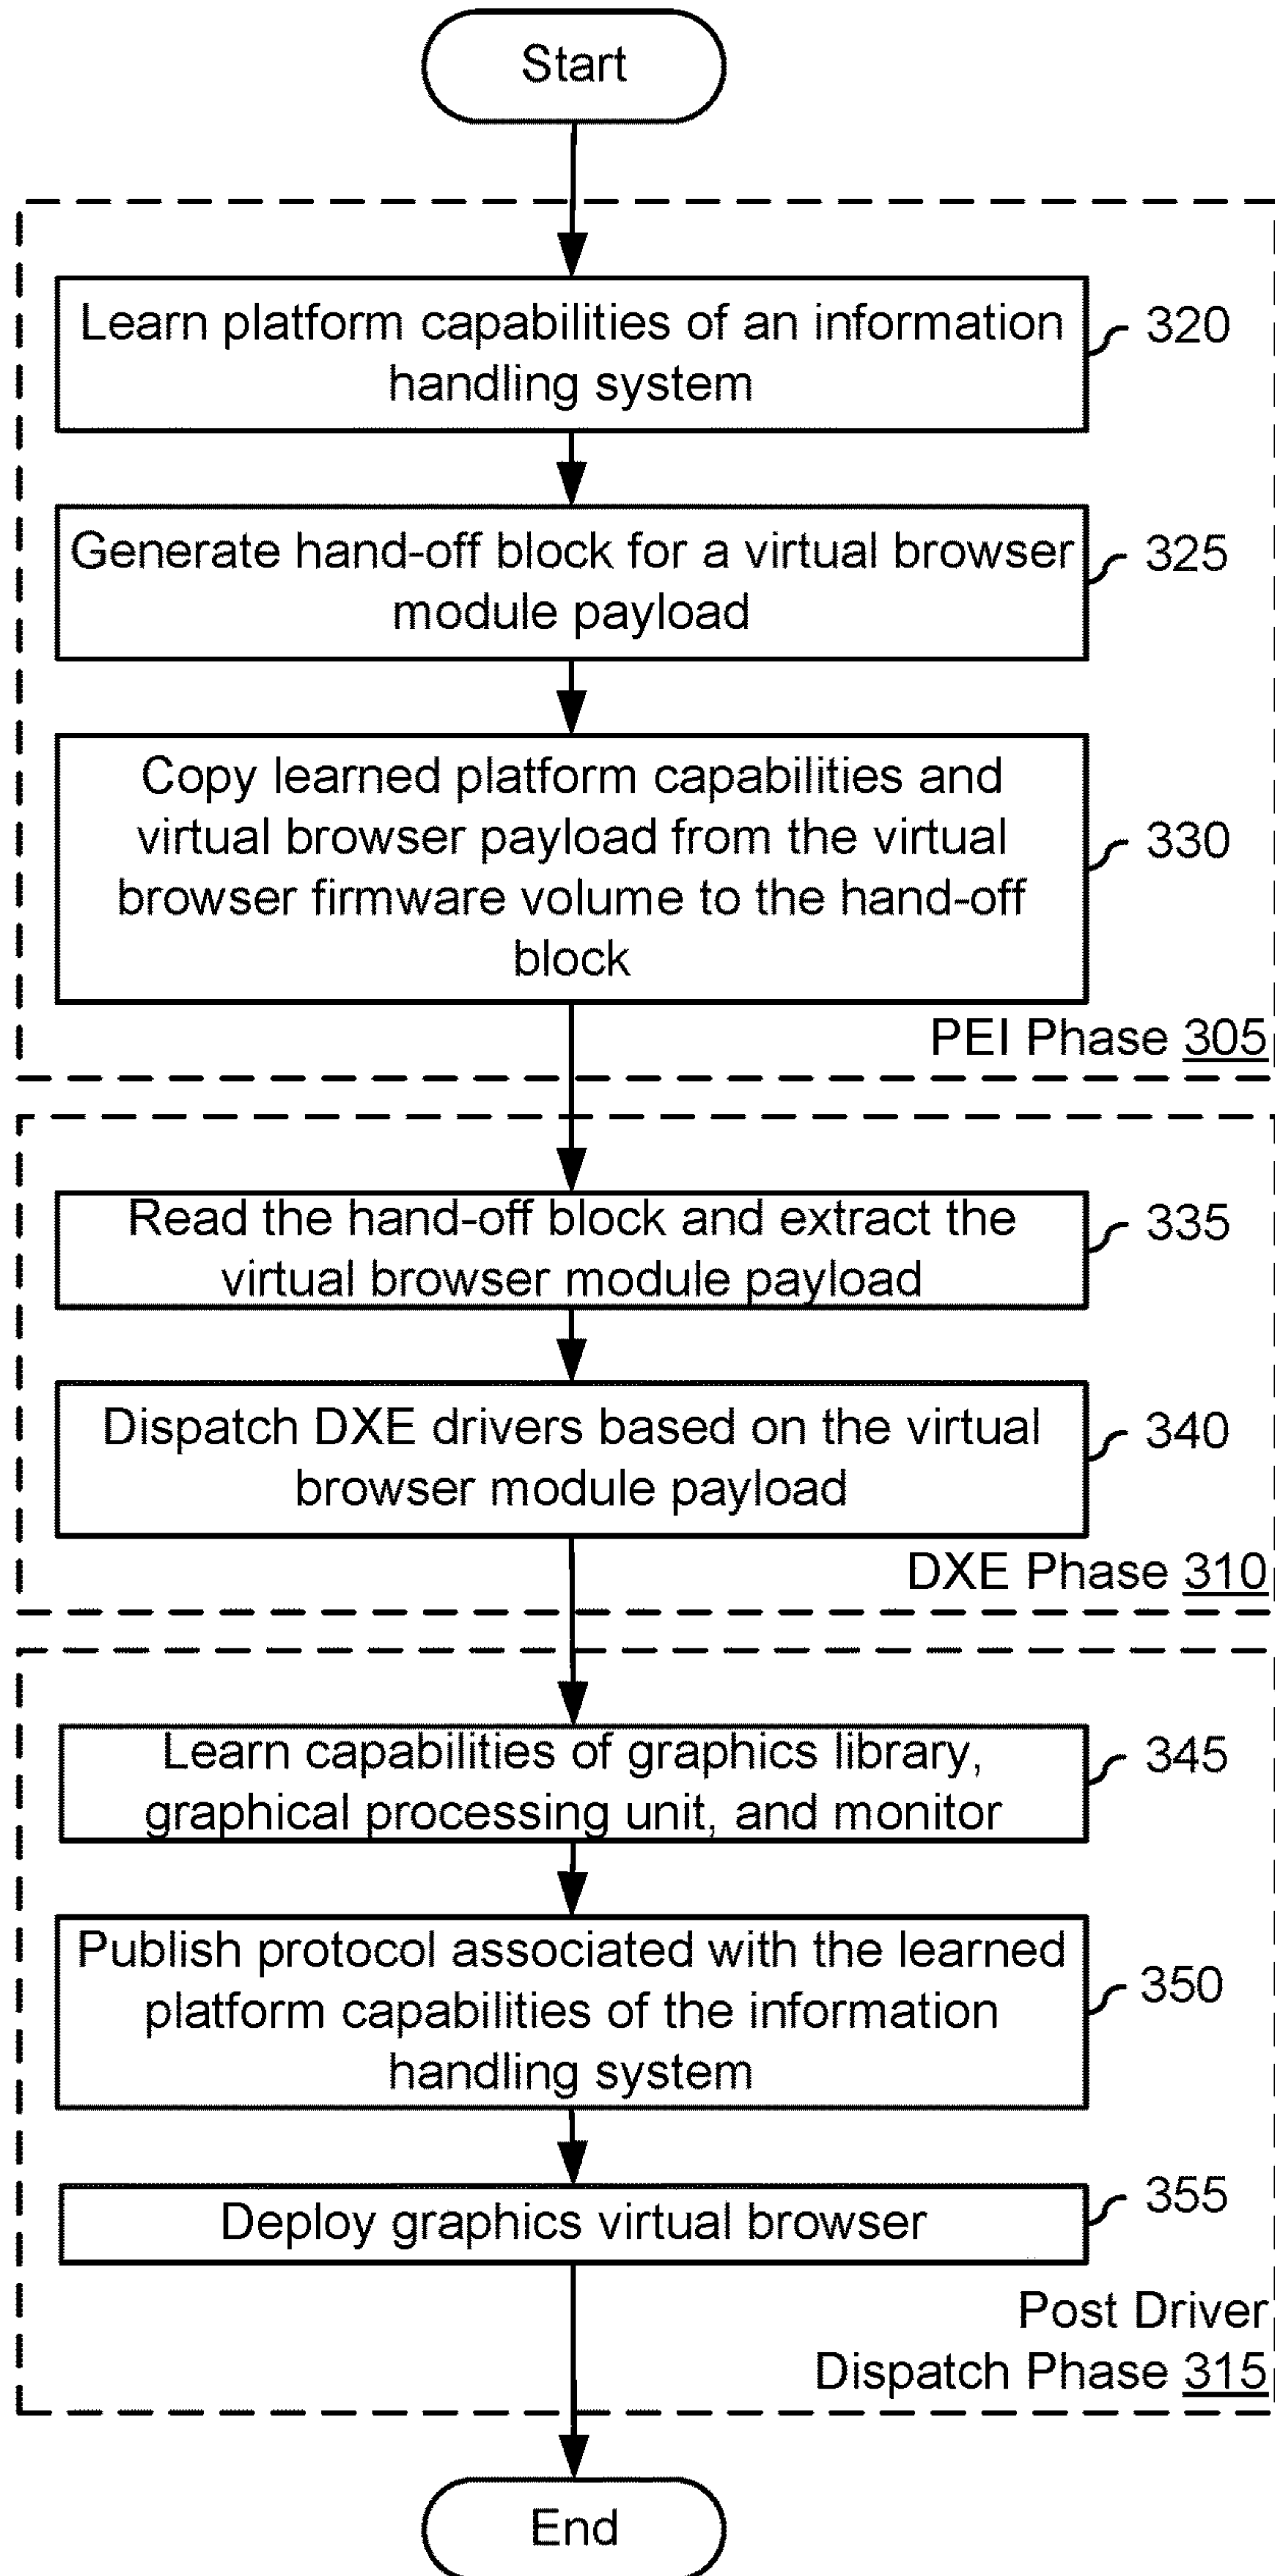 Start
Learn platform capabilities of an information
handling system
320
Generate hand-off block for a virtual browser
module payload
325
Copy learned platform capabilities and
virtual browser payload from the virtual
browser firmware volume to the hand-off
block
330
PEI Phase 305
Read the hand-off block and extract the
virtual browser module payload
335
Dispatch DXE drivers based on the virtual
browser module payload
340
DXE Phase 310
Learn capabilities of graphics library,
graphical processing unit, and monitor
345
Publish protocol associated with the learned
platform capabilities of the information
handling system
350
Deploy graphics virtual browser
355
Post Driver
Dispatch Phase 315
End